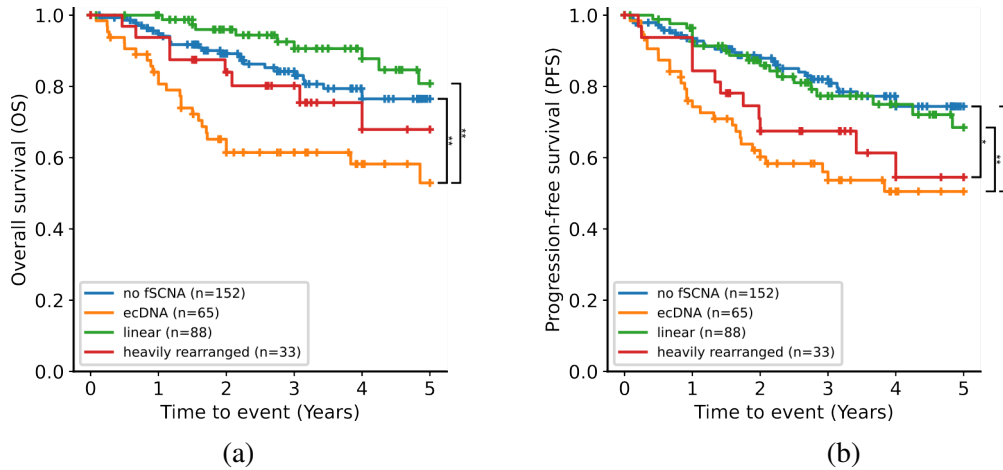 Overall survival (OS)
1.0
0.8
0.6
0.4
0.2
0.0
**
**
no fSCNA (n=152)
ecDNA (n=65)
linear (n=88)
heavily rearranged (n=33)
0 1 2 3 4 5
Time to event (Years)
(a)
Progression-free survival (PFS)
1.0
0.8
0.6
0.4
0.2
0.0
*
**
no fSCNA (n=152)
ecDNA (n=65)
linear (n=88)
heavily rearranged (n=33)
0 1 2 3 4 5
Time to event (Years)
(b)